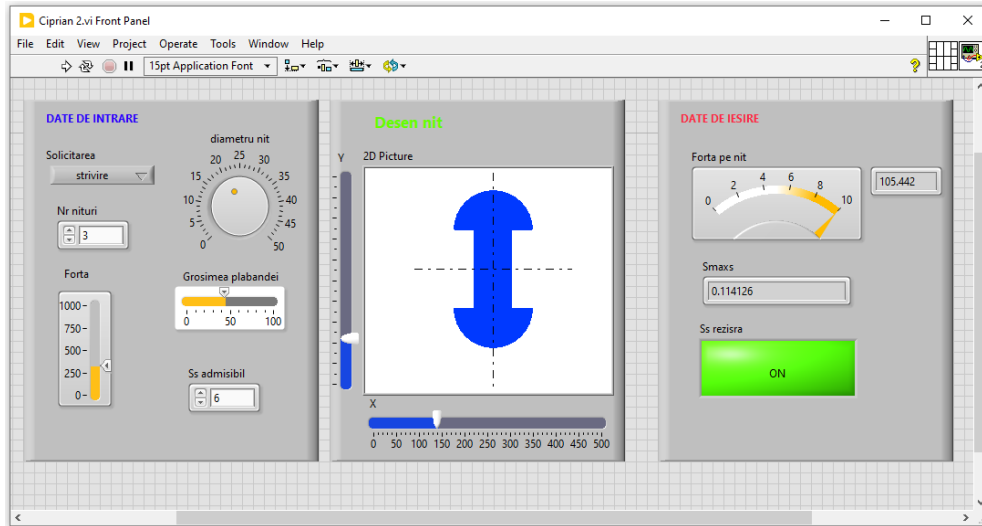 Ciprian 2.vi Front Panel
File Edit View Project Operate Tools Window Help
15pt Application Font
DATE DE INTRARE
Solicitarea
strivire
Nr nituri
3
Forta
1000
750
500
250
0
diametru nit
0 5 10 15 20 25 30 35 40 45 50
Grosimea plabandei
0 50 100
Ss admisibil
6
Desen nit
Y
2D Picture
X
0 50 100 150 200 250 300 350 400 450 500
DATE DE IESIRE
Forta pe nit
0 2 4 6 8 10
105.442
Smaxs
0.114126
Ss rezisra
ON